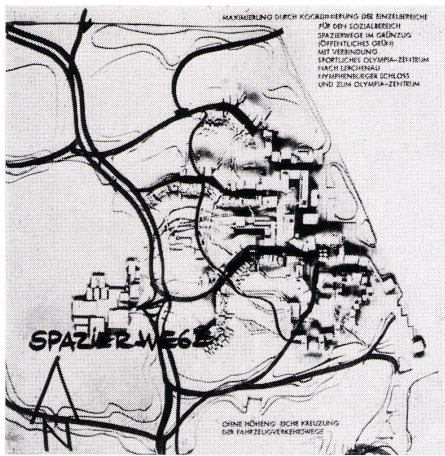 MAXIMIERUNG DURCH KOORDINIERUNG DER EINZELBEREICHE
FÜR DEN SOZIALBEREICH
SPAZIERWEGE IM GRÜNZUG
(ÖFFENTLICHES GRÜN)
MIT VERBINDUNG
SPORTLICHES OLYMPIA-ZENTRUM
NACH LERCHENAU
NYMPHENBURGER SCHLOSS
UND ZUM OLYMPIA-ZENTRUM
SPAZIERWEGE
N
OHNE HÖHENGLEICHE KREUZUNG
DER FAHRZEUGVERKEHRSWEGE